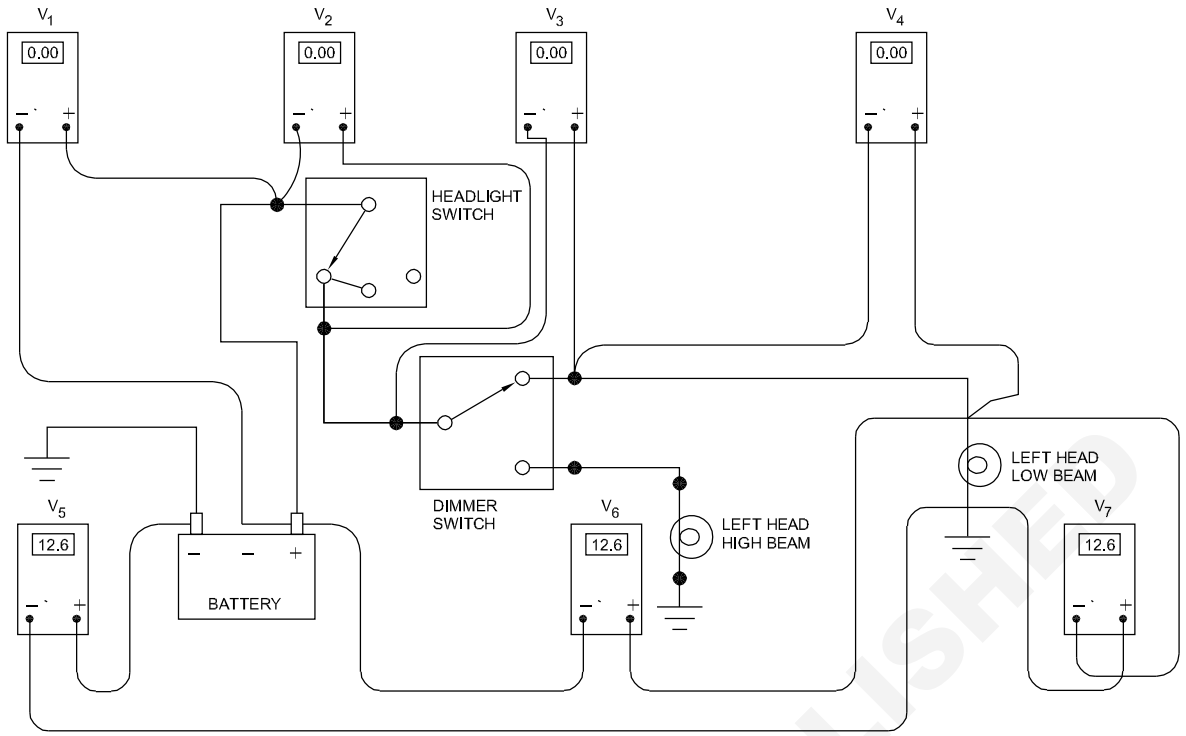 V1 V2 V3 V4
0.00 0.00 0.00 0.00
− + − + − + − +
HEADLIGHT
SWITCH
LEFT HEAD
LOW BEAM
DIMMER
SWITCH
V5 V6 V7
LEFT HEAD
HIGH BEAM
12.6 12.6 12.6
− − +
BATTERY
− + − + − +
LISHED